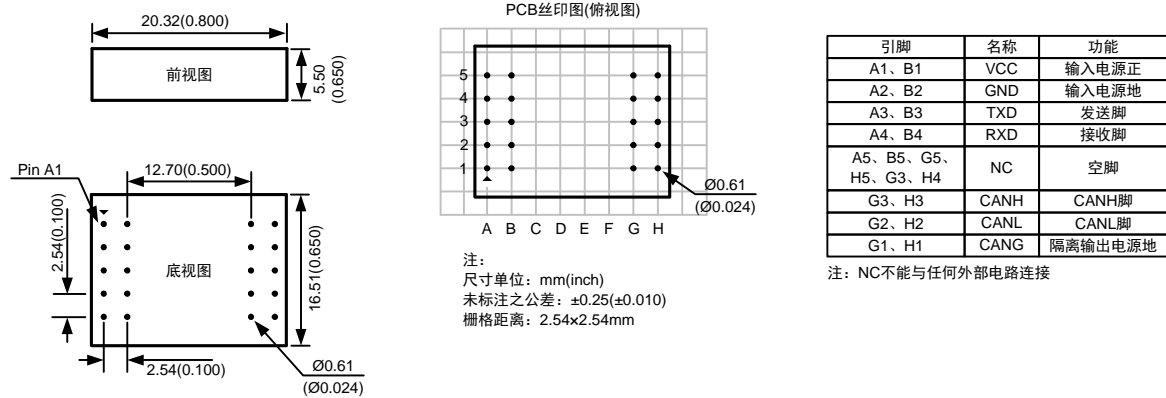 20.32(0.800)
前视图
5.50
(0.650)
Pin A1
12.70(0.500)
2.54(0.100)
底视图
16.51(0.650)
2.54(0.100)
Ø0.61
(Ø0.024)
PCB丝印图(俯视图)
5
4
3
2
1
Ø0.61
(Ø0.024)
A B C D E F G H
注：
尺寸单位：mm(inch)
未标注之公差：±0.25(±0.010)
栅格距离：2.54×2.54mm
引脚 名称 功能
A1、B1 VCC 输入电源正
A2、B2 GND 输入电源地
A3、B3 TXD 发送脚
A4、B4 RXD 接收脚
A5、B5、G5、
H5、G3、H4 NC 空脚
G3、H3 CANH CANH脚
G2、H2 CANL CANL脚
G1、H1 CANG 隔离输出电源地
注：NC不能与任何外部电路连接